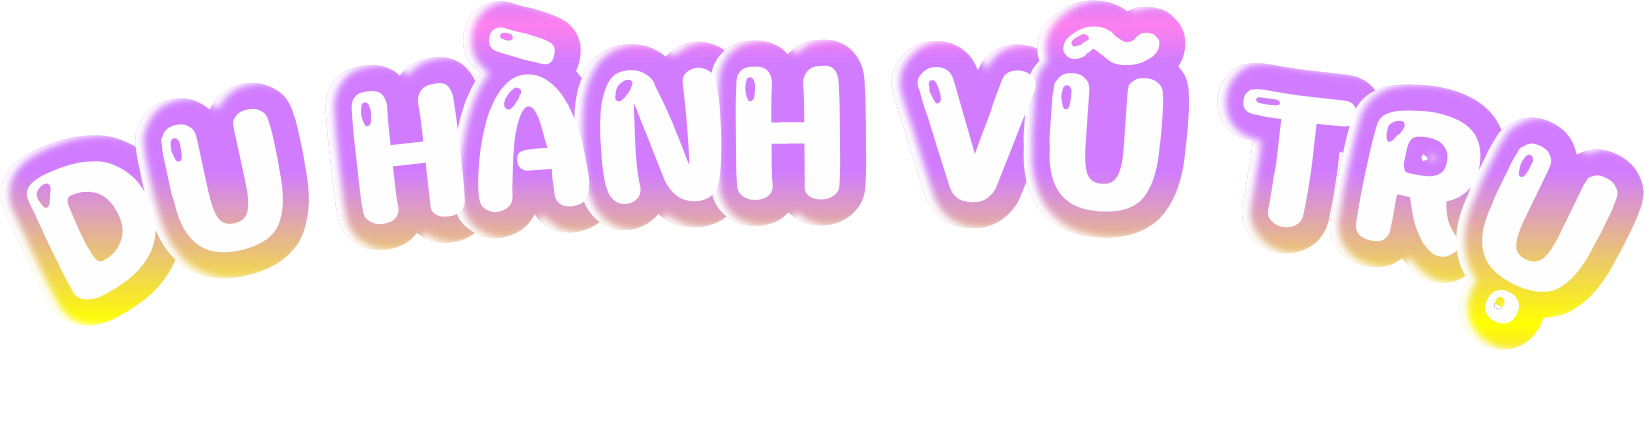 DU HÀNH VŨ TRỤ